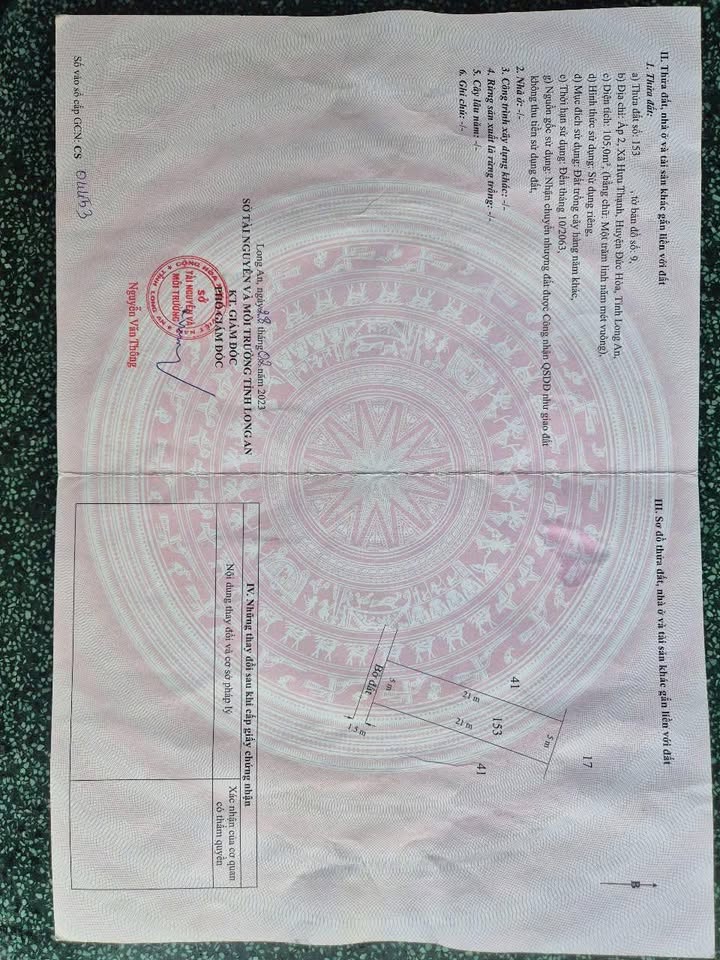 II. Thửa đất, nhà ở và tài sản khác gắn liền với đất
1. Thửa đất:
a) Thửa đất số: 153 , tờ bản đồ số: 9,
b) Địa chỉ: Ấp 2, Xã Hựu Thạnh, Huyện Đức Hòa, Tỉnh Long An,
c) Diện tích: 105,0m², (bằng chữ: Một trăm linh năm mét vuông),
d) Hình thức sử dụng: Sử dụng riêng,
đ) Mục đích sử dụng: Đất trồng cây hàng năm khác,
e) Thời hạn sử dụng: Đến tháng 10/2063,
g) Nguồn gốc sử dụng: Nhận chuyển nhượng đất được Công nhận QSDĐ như giao đất
không thu tiền sử dụng đất.
2. Nhà ở: -/-
3. Công trình xây dựng khác: -/-
4. Rừng sản xuất là rừng trồng: -/-
5. Cây lâu năm: -/-
6. Ghi chú: -/-
Long An, ngày 28 tháng 02 năm 2023
SỞ TÀI NGUYÊN VÀ MÔI TRƯỜNG TỈNH LONG AN
KT. GIÁM ĐỐC
PHÓ GIÁM ĐỐC
SỞ
TÀI NGUYÊN VÀ
MÔI TRƯỜNG
Nguyễn Văn Thông
Số vào sổ cấp GCN: CS
III. Sơ đồ thửa đất, nhà ở và tài sản khác gắn liền với đất
B
17
5 m
41
21 m
153
21 m
41
5 m
Bờ đất
1.5 m
IV. Những thay đổi sau khi cấp giấy chứng nhận
Nội dung thay đổi và cơ sở pháp lý
Xác nhận của cơ quan
có thẩm quyền